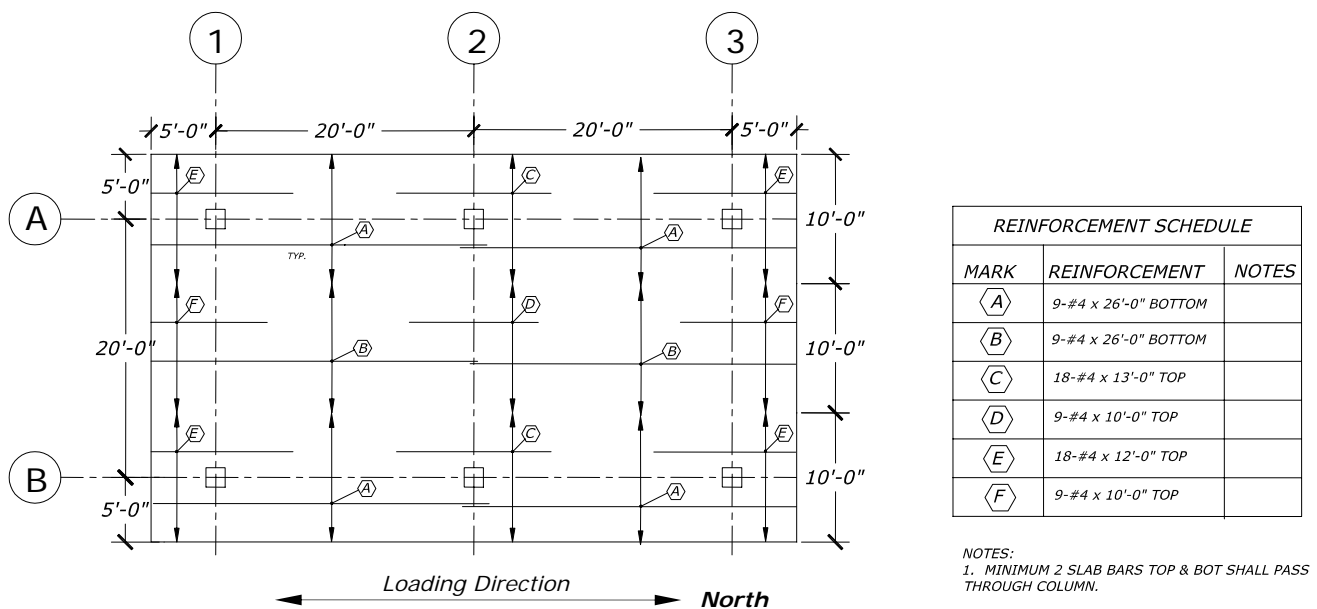 1
2
3
5'-0"
20'-0"
20'-0"
5'-0"
5'-0"
E
C
E
A
10'-0"
A
A
TYP.
F
D
F
20'-0"
B
B
10'-0"
E
C
E
B
10'-0"
A
A
5'-0"
Loading Direction
North
REINFORCEMENT SCHEDULE
MARK REINFORCEMENT NOTES
A 9-#4 x 26'-0" BOTTOM
B 9-#4 x 26'-0" BOTTOM
C 18-#4 x 13'-0" TOP
D 9-#4 x 10'-0" TOP
E 18-#4 x 12'-0" TOP
F 9-#4 x 10'-0" TOP
NOTES:
1. MINIMUM 2 SLAB BARS TOP & BOT SHALL PASS
THROUGH COLUMN.